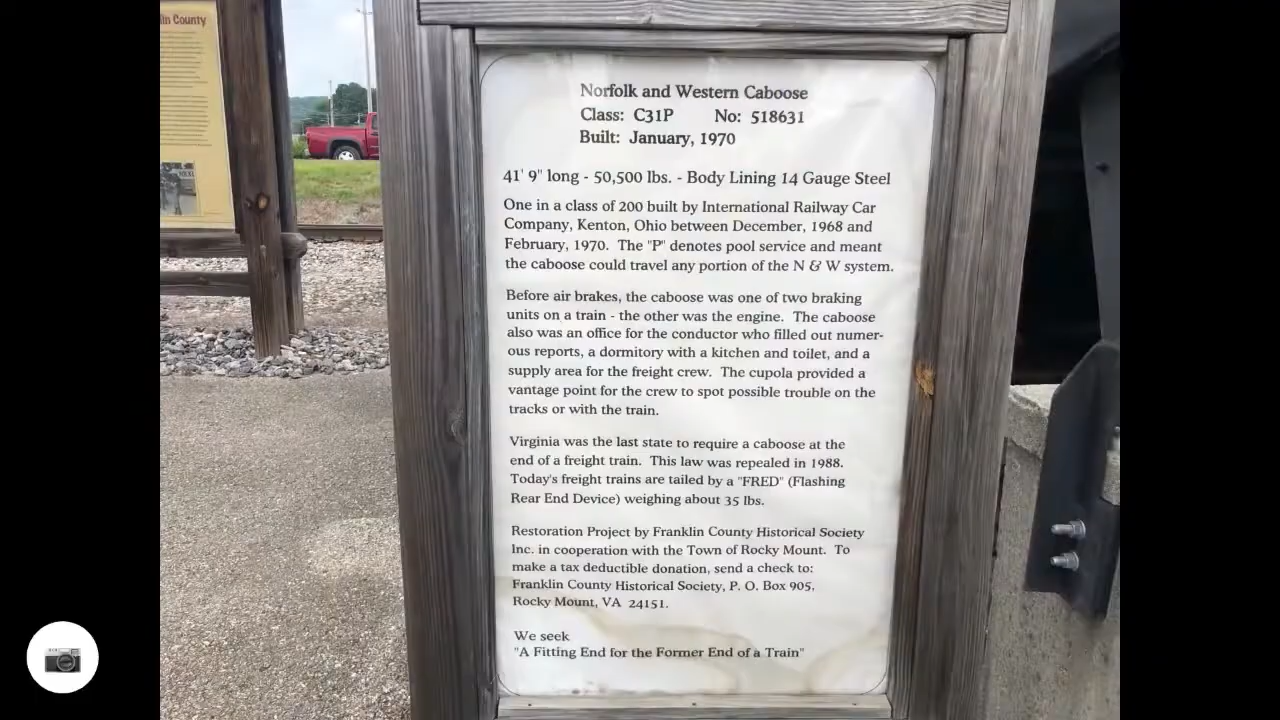 lin County
Norfolk and Western Caboose
Class: C31P No: 518631
Built: January, 1970
41' 9" long - 50,500 lbs. - Body Lining 14 Gauge Steel
One in a class of 200 built by International Railway Car
Company, Kenton, Ohio between December, 1968 and
February, 1970. The "P" denotes pool service and meant
the caboose could travel any portion of the N & W system.
Before air brakes, the caboose was one of two braking
units on a train - the other was the engine. The caboose
also was an office for the conductor who filled out numer-
ous reports, a dormitory with a kitchen and toilet, and a
supply area for the freight crew. The cupola provided a
vantage point for the crew to spot possible trouble on the
tracks or with the train.
Virginia was the last state to require a caboose at the
end of a freight train. This law was repealed in 1988.
Today's freight trains are tailed by a "FRED" (Flashing
Rear End Device) weighing about 35 lbs.
Restoration Project by Franklin County Historical Society
Inc. in cooperation with the Town of Rocky Mount. To
make a tax deductible donation, send a check to:
Franklin County Historical Society, P. O. Box 905,
Rocky Mount, VA 24151.
We seek
"A Fitting End for the Former End of a Train"